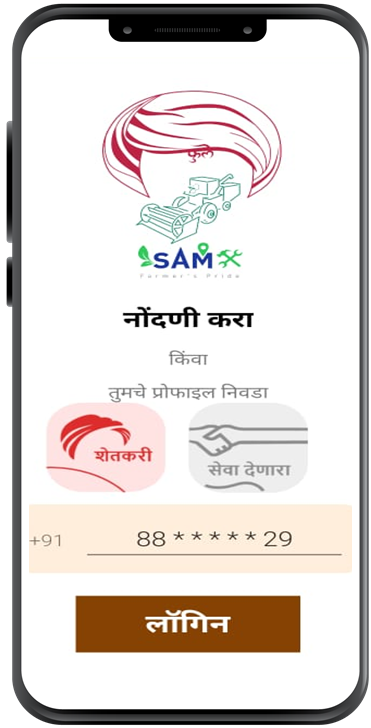 फुले
SAM
Farmer's Pride
नोंदणी करा
किंवा
तुमचे प्रोफाइल निवडा
शेतकरी
सेवा देणारा
+91 88*****29
लॉगिन